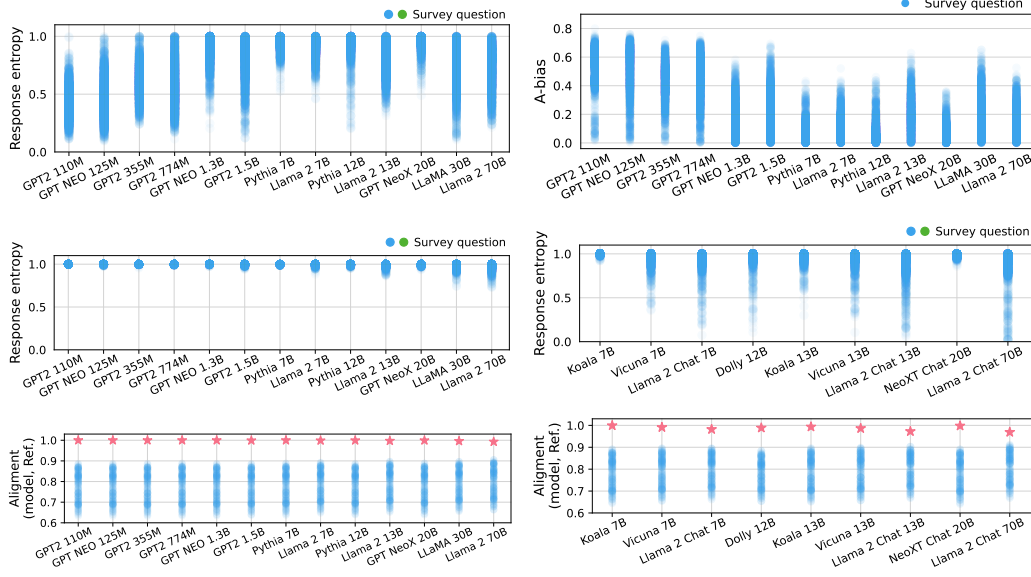 Survey question
Response entropy
1.0
0.5
0.0
GPT2 110M
GPT NEO 125M
GPT2 355M
GPT2 774M
GPT NEO 1.3B
GPT2 1.5B
Pythia 7B
Llama 2 7B
Pythia 12B
Llama 2 13B
GPT NeoX 20B
LLaMA 30B
Llama 2 70B
Survey question
A-bias
0.8
0.6
0.4
0.2
0.0
GPT2 110M
GPT NEO 125M
GPT2 355M
GPT2 774M
GPT NEO 1.3B
GPT2 1.5B
Pythia 7B
Llama 2 7B
Pythia 12B
Llama 2 13B
GPT NeoX 20B
LLaMA 30B
Llama 2 70B
Survey question
Response entropy
1.0
0.5
0.0
GPT2 110M
GPT NEO 125M
GPT2 355M
GPT2 774M
GPT NEO 1.3B
GPT2 1.5B
Pythia 7B
Llama 2 7B
Pythia 12B
Llama 2 13B
GPT NeoX 20B
LLaMA 30B
Llama 2 70B
Survey question
Response entropy
1.0
0.5
0.0
Koala 7B
Vicuna 7B
Llama 2 Chat 7B
Dolly 12B
Koala 13B
Vicuna 13B
Llama 2 Chat 13B
NeoXT Chat 20B
Llama 2 Chat 70B
Aligment
(model, Ref.)
1.0
0.9
0.8
0.7
0.6
GPT2 110M
GPT NEO 125M
GPT2 355M
GPT2 774M
GPT NEO 1.3B
GPT2 1.5B
Pythia 7B
Llama 2 7B
Pythia 12B
Llama 2 13B
GPT NeoX 20B
LLaMA 30B
Llama 2 70B
Aligment
(model, Ref.)
1.0
0.9
0.8
0.7
0.6
Koala 7B
Vicuna 7B
Llama 2 Chat 7B
Dolly 12B
Koala 13B
Vicuna 13B
Llama 2 Chat 13B
NeoXT Chat 20B
Llama 2 Chat 70B